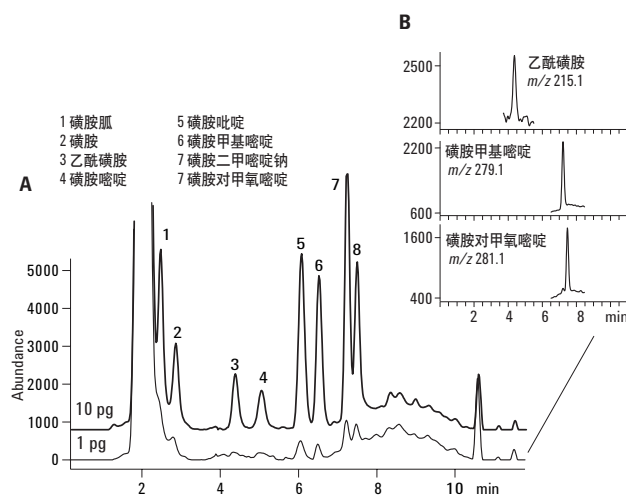 B
2500
2200
乙酰磺胺
m/z 215.1
2200
600
磺胺甲基嘧啶
m/z 279.1
1600
400
磺胺对甲氧嘧啶
m/z 281.1
2 4 6 8 min
1 磺胺胍 5 磺胺吡啶
2 磺胺 6 磺胺甲基嘧啶
3 乙酰磺胺 7 磺胺二甲嘧啶钠
4 磺胺嘧啶 7 磺胺对甲氧嘧啶
A
Abundance
5000
4000
3000
2000
1000
0
1
2
3
4
5
6
7
8
10 pg
1 pg
2 4 6 8 10 min